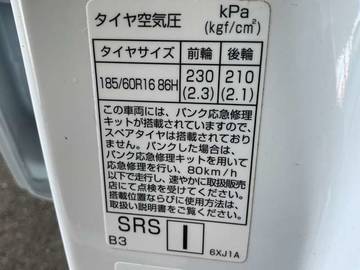 タイヤ空気圧 kPa (kgf/cm²)
タイヤサイズ 前輪 後輪
185/60R16 86H 230 (2.3) 210 (2.1)
この車両には、パンク応急修理
キットが搭載されていますので、
スペアタイヤは搭載されており
ません。パンクした場合は、
パンク応急修理キットを用いて
応急修理を行い、80km/h
以下で走行し、速やかに取扱販売
店にて点検を受けてください。
搭載位置ならびに使用方法は、
取扱説明書をご覧ください。
SRS I
B3 6XJ1A